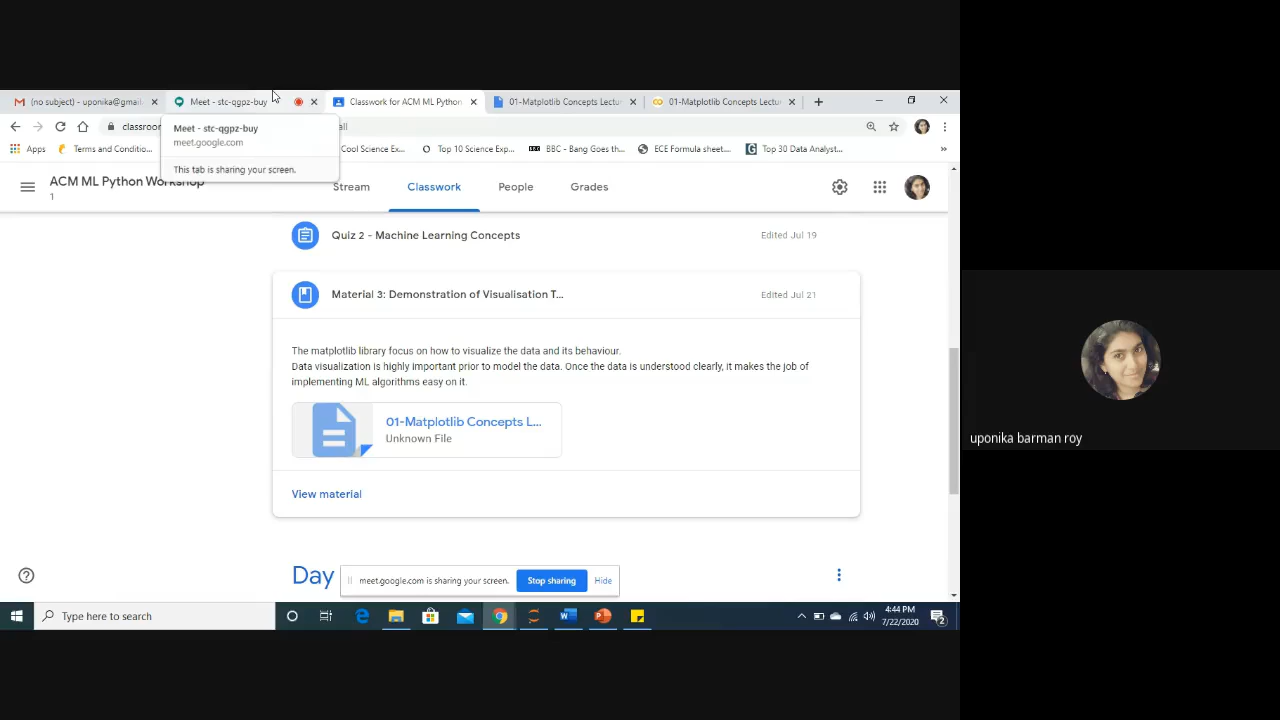 (no subject) - uponika@gmai
Meet - stc-qgpz-buy
Classwork for ACM ML Python
01-Matplotlib Concepts Lectu
01-Matplotlib Concepts Lectu
classroo
all
Meet - stc-qgpz-buy
meet.google.com
This tab is sharing your screen.
Apps
Terms and Conditio...
Cool Science Ex...
Top 10 Science Exp...
BBC - Bang Goes th...
ECE Formula sheet....
Top 30 Data Analyst...
ACM ML Python Workshop
1
Stream
Classwork
People
Grades
Quiz 2 - Machine Learning Concepts
Edited Jul 19
Material 3: Demonstration of Visualisation T...
Edited Jul 21
The matplotlib library focus on how to visualize the data and its behaviour.
Data visualization is highly important prior to model the data. Once the data is understood clearly, it makes the job of
implementing ML algorithms easy on it.
01-Matplotlib Concepts L...
Unknown File
View material
Day
meet.google.com is sharing your screen.
Stop sharing
Hide
Type here to search
4:44 PM
7/22/2020
2
uponika barman roy